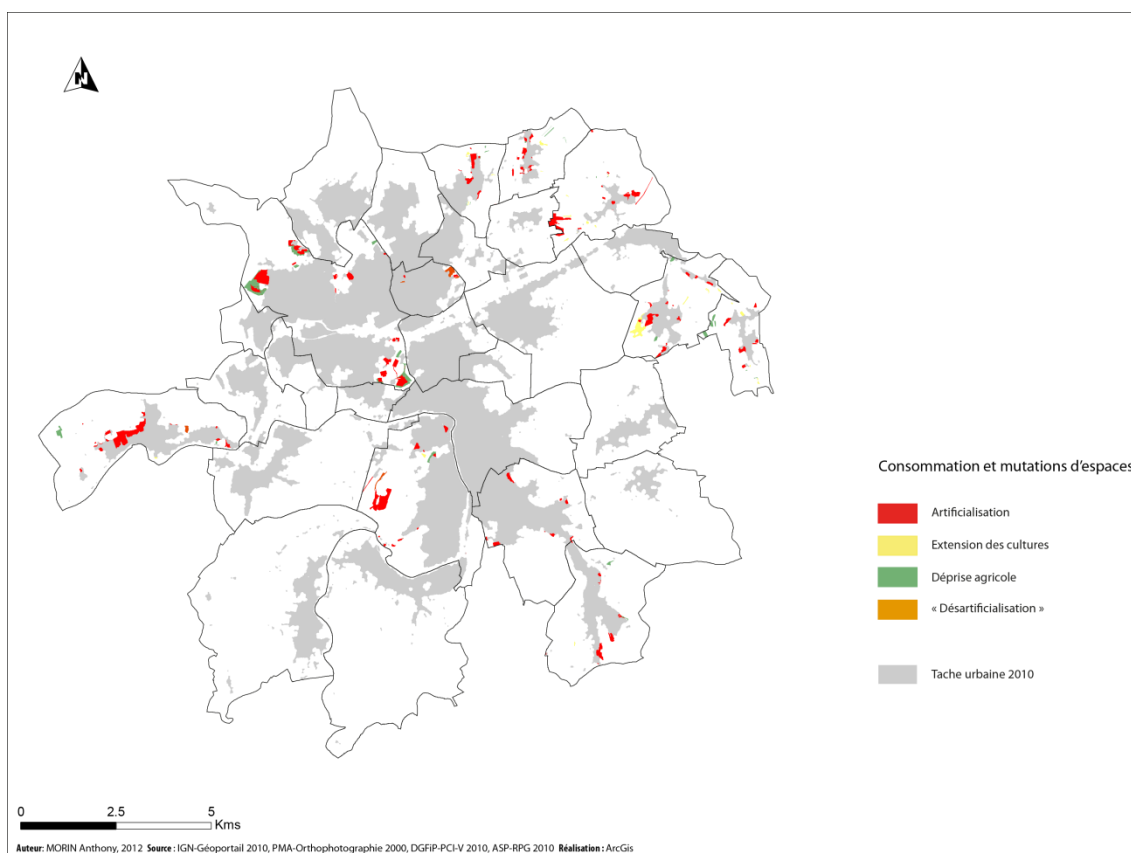 N
Consommation et mutations d'espaces
Artificialisation
Extension des cultures
Déprise agricole
« Désartificialisation »
Tache urbaine 2010
0 2.5 5
Kms
Auteur: MORIN Anthony, 2012 Source : IGN-Géoportail 2010, PMA-Orthophotographie 2000, DGFiP-PCI-V 2010, ASP-RPG 2010 Réalisation : ArcGis